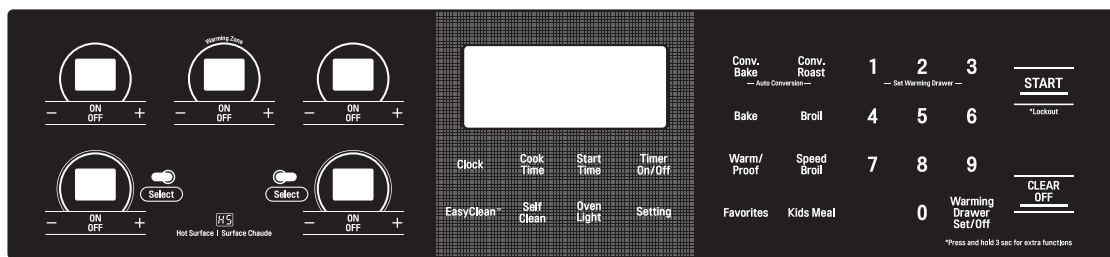 Warming Zone
ON
OFF
− +
ON
OFF
− +
ON
OFF
− +
Select
Select
ON
OFF
− +
HS
Hot Surface | Surface Chaude
ON
OFF
− +
Clock
Cook
Time
Start
Time
Timer
On/Off
EasyClean™
Self
Clean
Oven
Light
Setting
Conv.
Bake
Conv.
Roast
Auto Conversion
Bake
Broil
Warm/
Proof
Speed
Broil
Favorites
Kids Meal
1 2 3
Set Warming Drawer
4 5 6
7 8 9
0
Warming
Drawer
Set/Off
START
*Lockout
CLEAR
OFF
*Press and hold 3 sec for extra functions